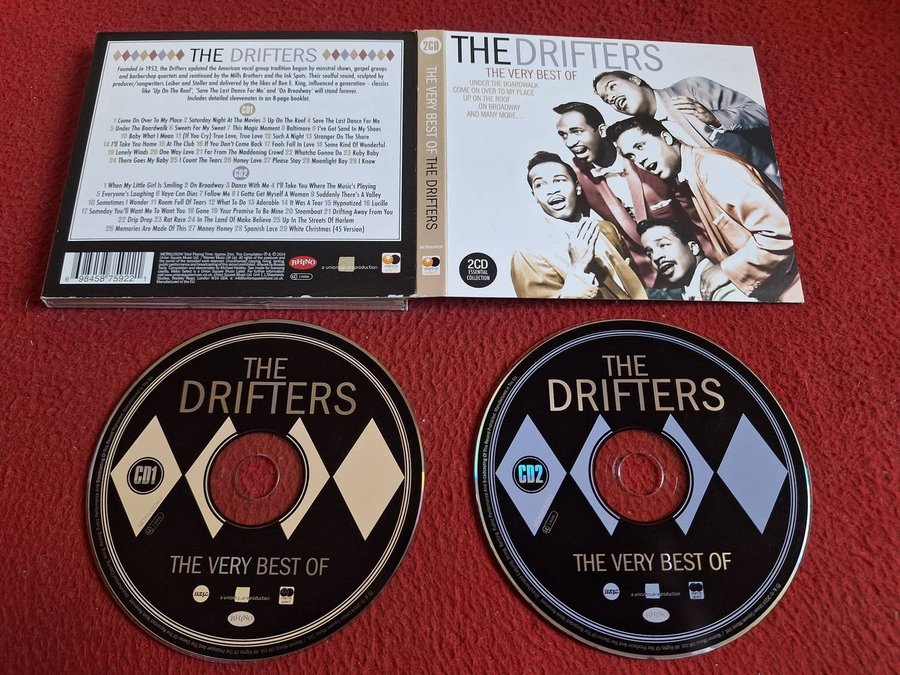 THE DRIFTERS
Founded in 1953, the Drifters updated the American vocal group tradition begun by minstrel shows, gospel groups
and barbershop quartets and continued by the Mills Brothers and the Ink Spots. Their soulful sound, sculpted by
producer/songwriters Leiber and Stoller and delivered by the likes of Ben E. King, influenced a generation – classics
like 'Up On The Roof', 'Save The Last Dance For Me' and 'On Broadway' will stand forever.
Includes detailed sleevenotes in an 8-page booklet.
CD1
1 Come On Over To My Place 2 Saturday Night At The Movies 3 Up On The Roof 4 Save The Last Dance For Me
5 Under The Boardwalk 6 Sweets For My Sweet 7 This Magic Moment 8 Baltimore 9 I've Got Sand In My Shoes
10 Baby What I Mean 11 (If You Cry) True Love, True Love 12 Such A Night 13 Stranger On The Shore
14 I'll Take You Home 15 At The Club 16 If You Don't Come Back 17 Fools Fall In Love 18 Some Kind Of Wonderful
19 Lonely Winds 20 One Way Love 21 Far From The Maddening Crowd 22 Whatcha Gonna Do 23 Ruby Baby
24 There Goes My Baby 25 I Count The Tears 26 Honey Love 27 Please Stay 28 Moonlight Bay 29 I Know
CD2
1 When My Little Girl Is Smiling 2 On Broadway 3 Dance With Me 4 I'll Take You Where The Music's Playing
5 Everyone's Laughing 6 Vaya Con Dios 7 Follow Me 8 I Gotta Get Myself A Woman 9 Suddenly There's A Valley
10 Sometimes I Wonder 11 Room Full Of Tears 12 What To Do 13 Adorable 14 It Was A Tear 15 Hypnotized 16 Lucille
17 Someday You'll Want Me To Want You 18 Gone 19 Your Promise To Be Mine 20 Steamboat 21 Drifting Away From You
22 Drip Drop 23 Rat Race 24 In The Land Of Make Believe 25 Up In The Streets Of Harlem
26 Memories Are Made Of This 27 Money Honey 28 Spanish Lace 29 White Christmas (45 Version)
6 98458 75922 1
RHINO
a union square production
metro
2CD
THE VERY BEST OF THE DRIFTERS
metro
THE DRIFTERS
THE VERY BEST OF
UNDER THE BOARDWALK
COME ON OVER TO MY PLACE
UP ON THE ROOF
ON BROADWAY
AND MANY MORE...
2CD
ESSENTIAL
COLLECTION
THE
DRIFTERS
CD1
THE VERY BEST OF
RHINO
THE
DRIFTERS
CD2
THE VERY BEST OF
RHINO